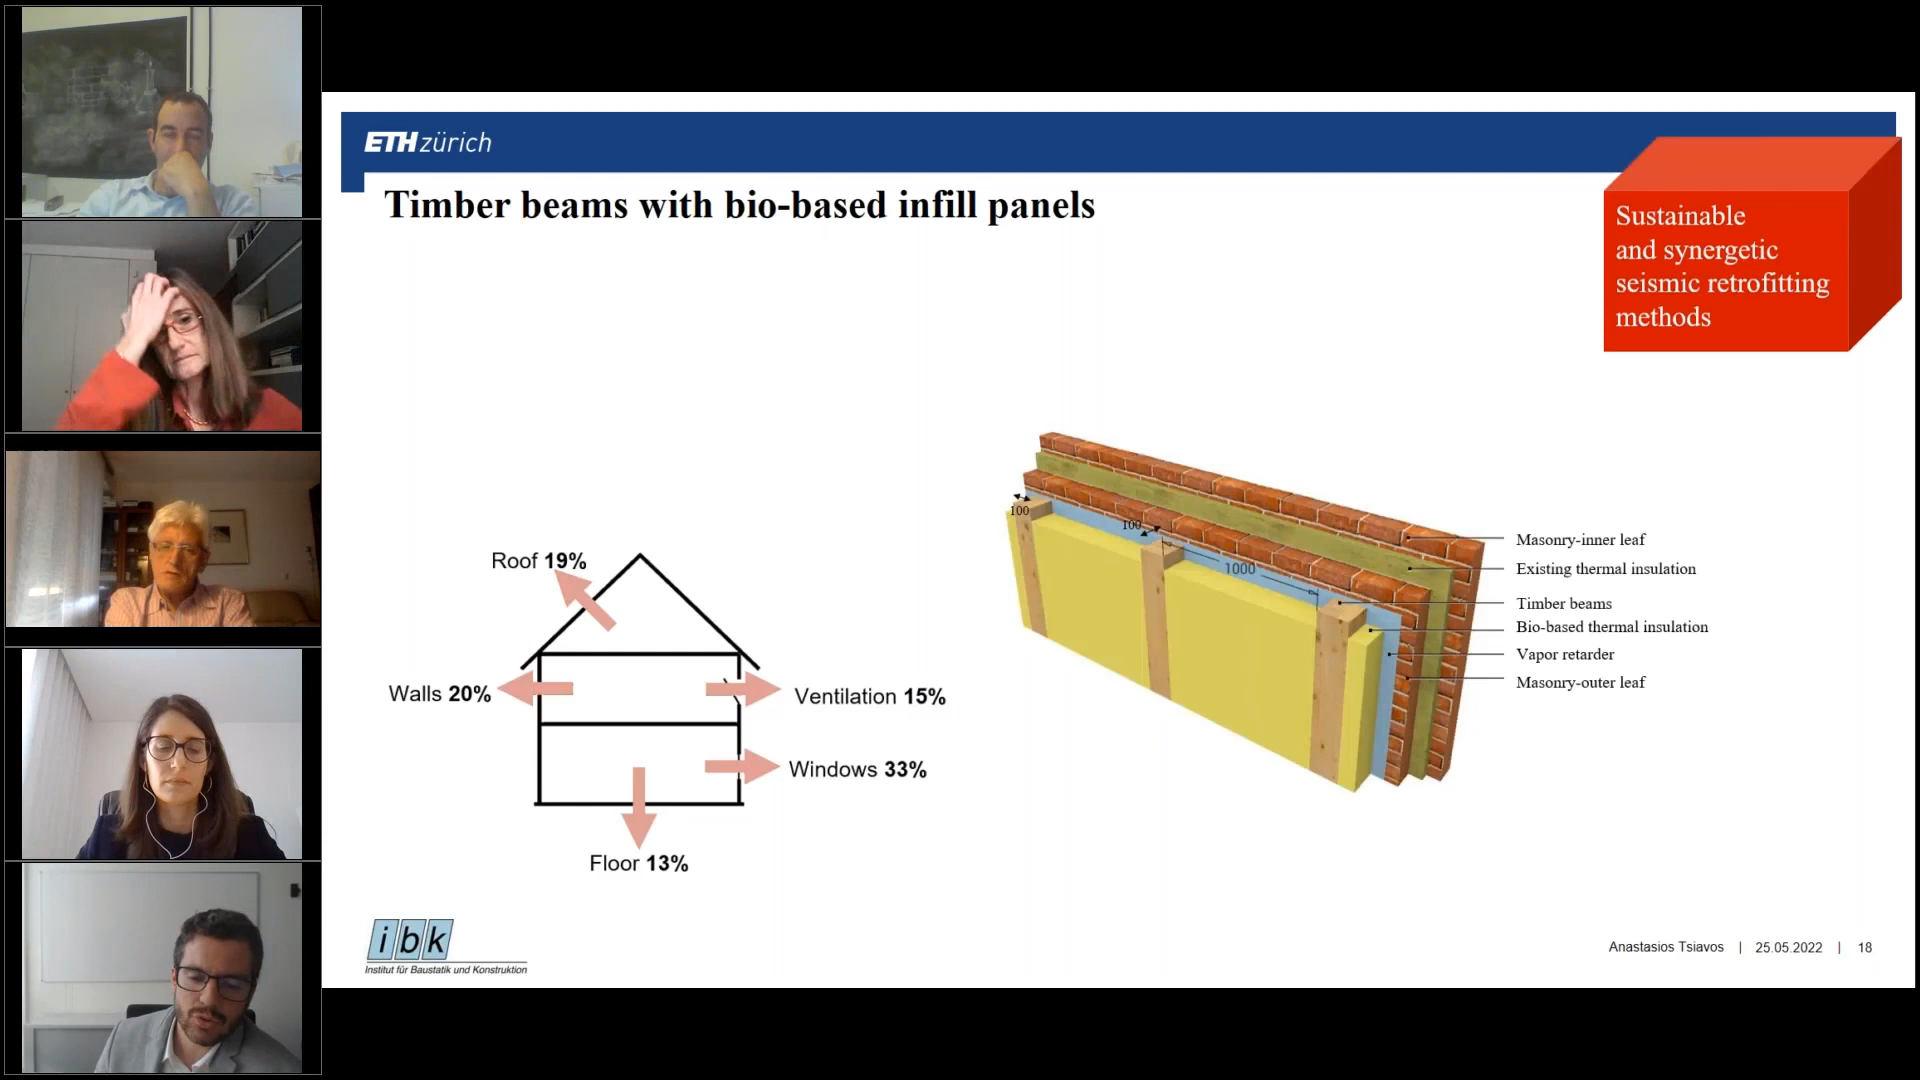 ETH zürich
Timber beams with bio-based infill panels
Sustainable
and synergetic
seismic retrofitting
methods
Roof 19%
Walls 20%
Ventilation 15%
Windows 33%
Floor 13%
100
100
1000
Masonry-inner leaf
Existing thermal insulation
Timber beams
Bio-based thermal insulation
Vapor retarder
Masonry-outer leaf
ibk
Institut für Baustatik und Konstruktion
Anastasios Tsiavos | 25.05.2022 | 18